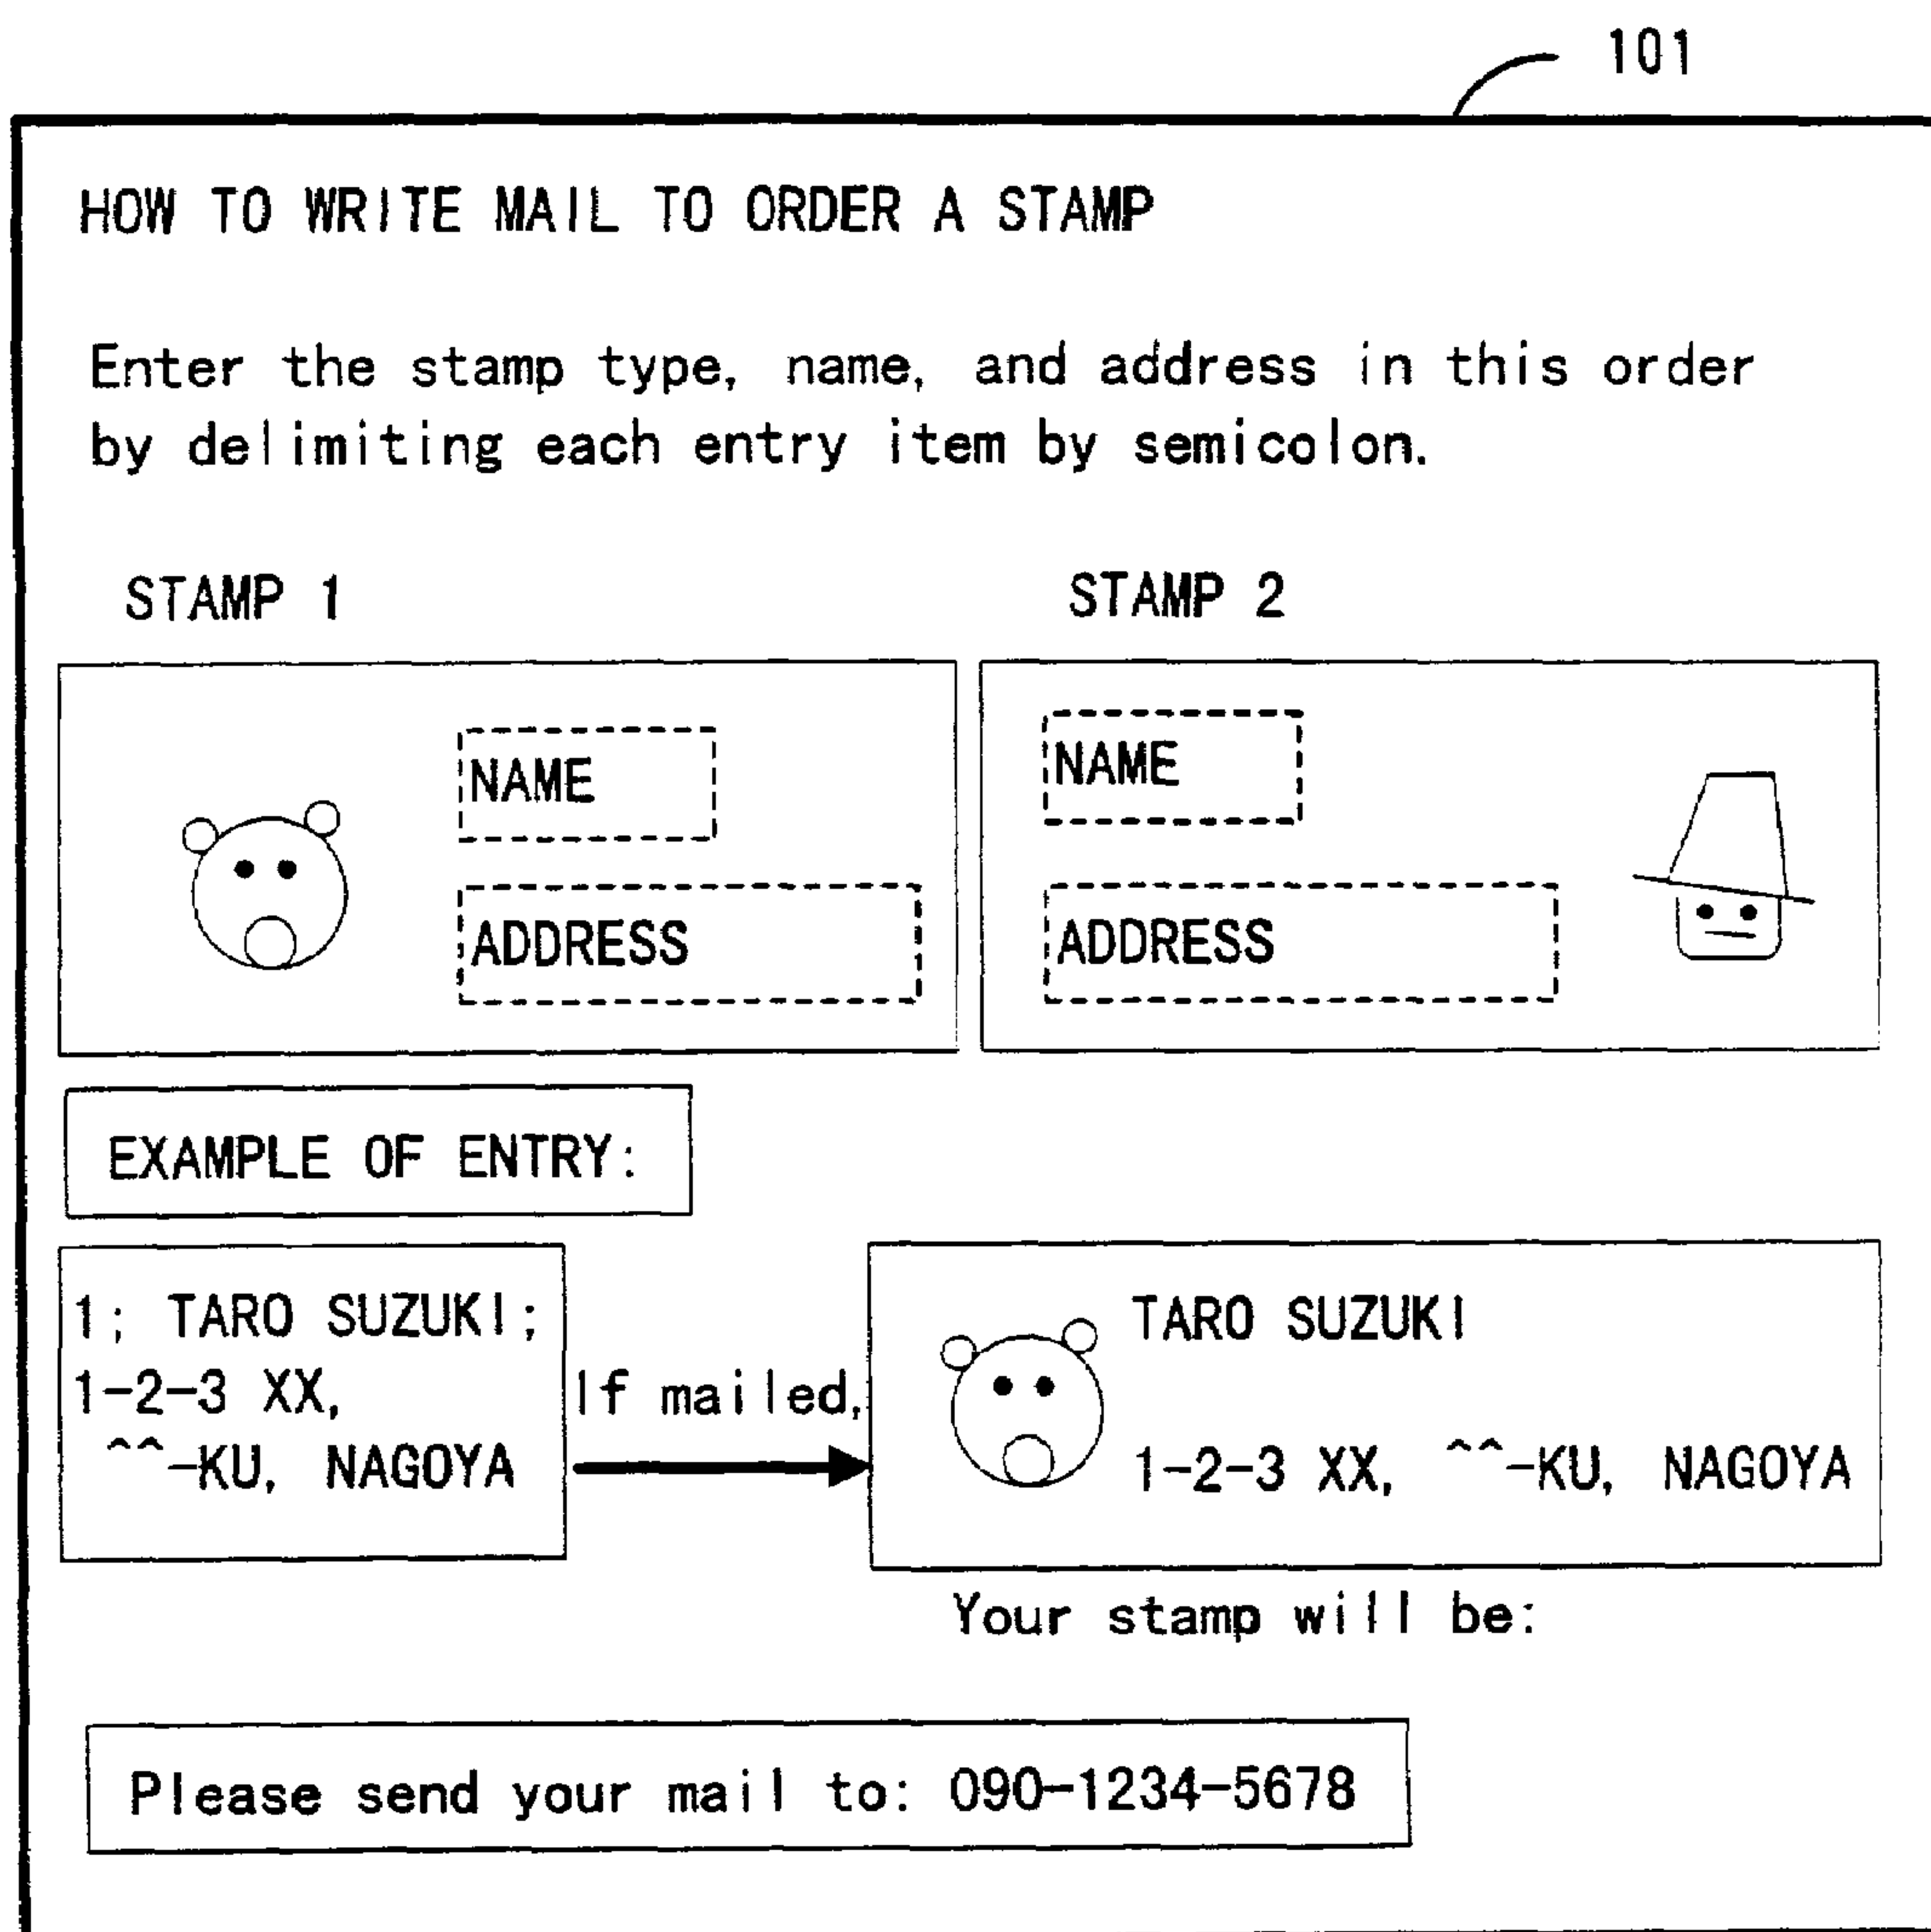 101
HOW TO WRITE MAIL TO ORDER A STAMP
Enter the stamp type, name, and address in this order
by delimiting each entry item by semicolon.
STAMP 1
STAMP 2
NAME
ADDRESS
NAME
ADDRESS
EXAMPLE OF ENTRY:
1; TARO SUZUKI;
1-2-3 XX,
^^-KU, NAGOYA
If mailed,
TARO SUZUKI
1-2-3 XX, ^^-KU, NAGOYA
Your stamp will be:
Please send your mail to: 090-1234-5678